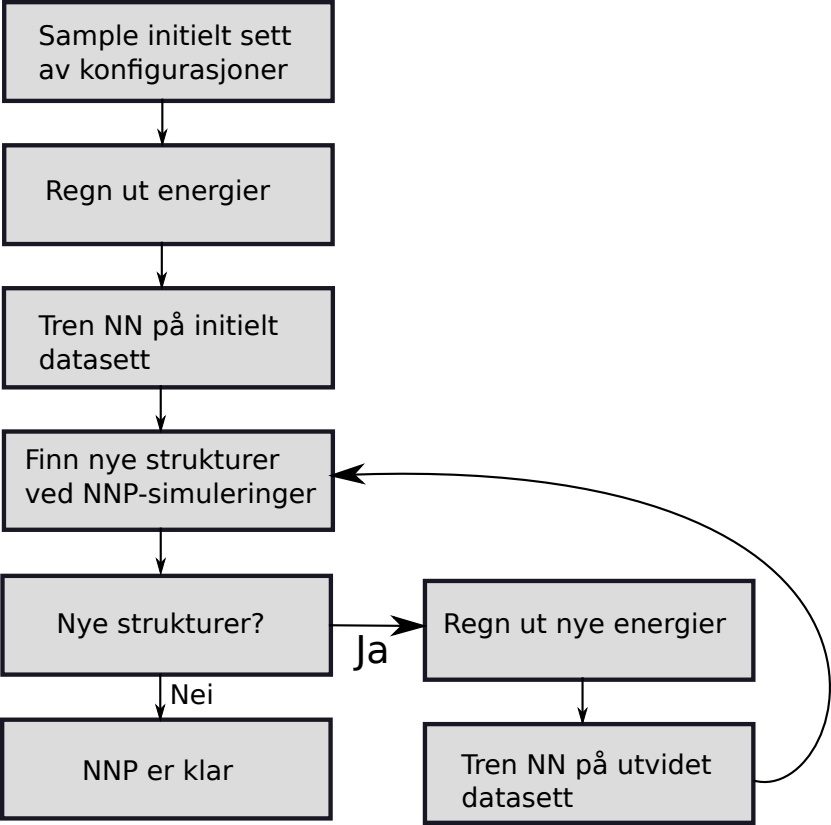 Sample initielt sett
av konfigurasjoner
Regn ut energier
Tren NN på initielt
datasett
Finn nye strukturer
ved NNP-simuleringer
Nye strukturer?
Ja
Regn ut nye energier
Nei
NNP er klar
Tren NN på utvidet
datasett